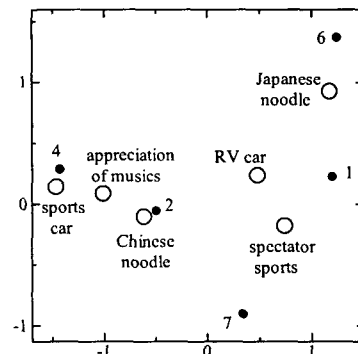 6
1
Japanese
noodle
4
appreciation
of musics
RV car
1
sports
car
2
Chinese
noodle
0
spectator
sports
7
-1
-1
0
1